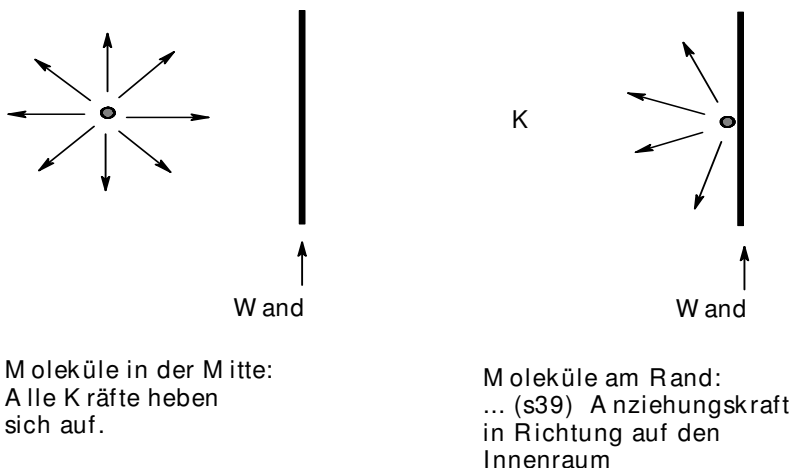 K
Wand
Wand
Moleküle in der Mitte:
Alle Kräfte heben
sich auf.
Moleküle am Rand:
... (s39) Anziehungskraft
in Richtung auf den
Innenraum